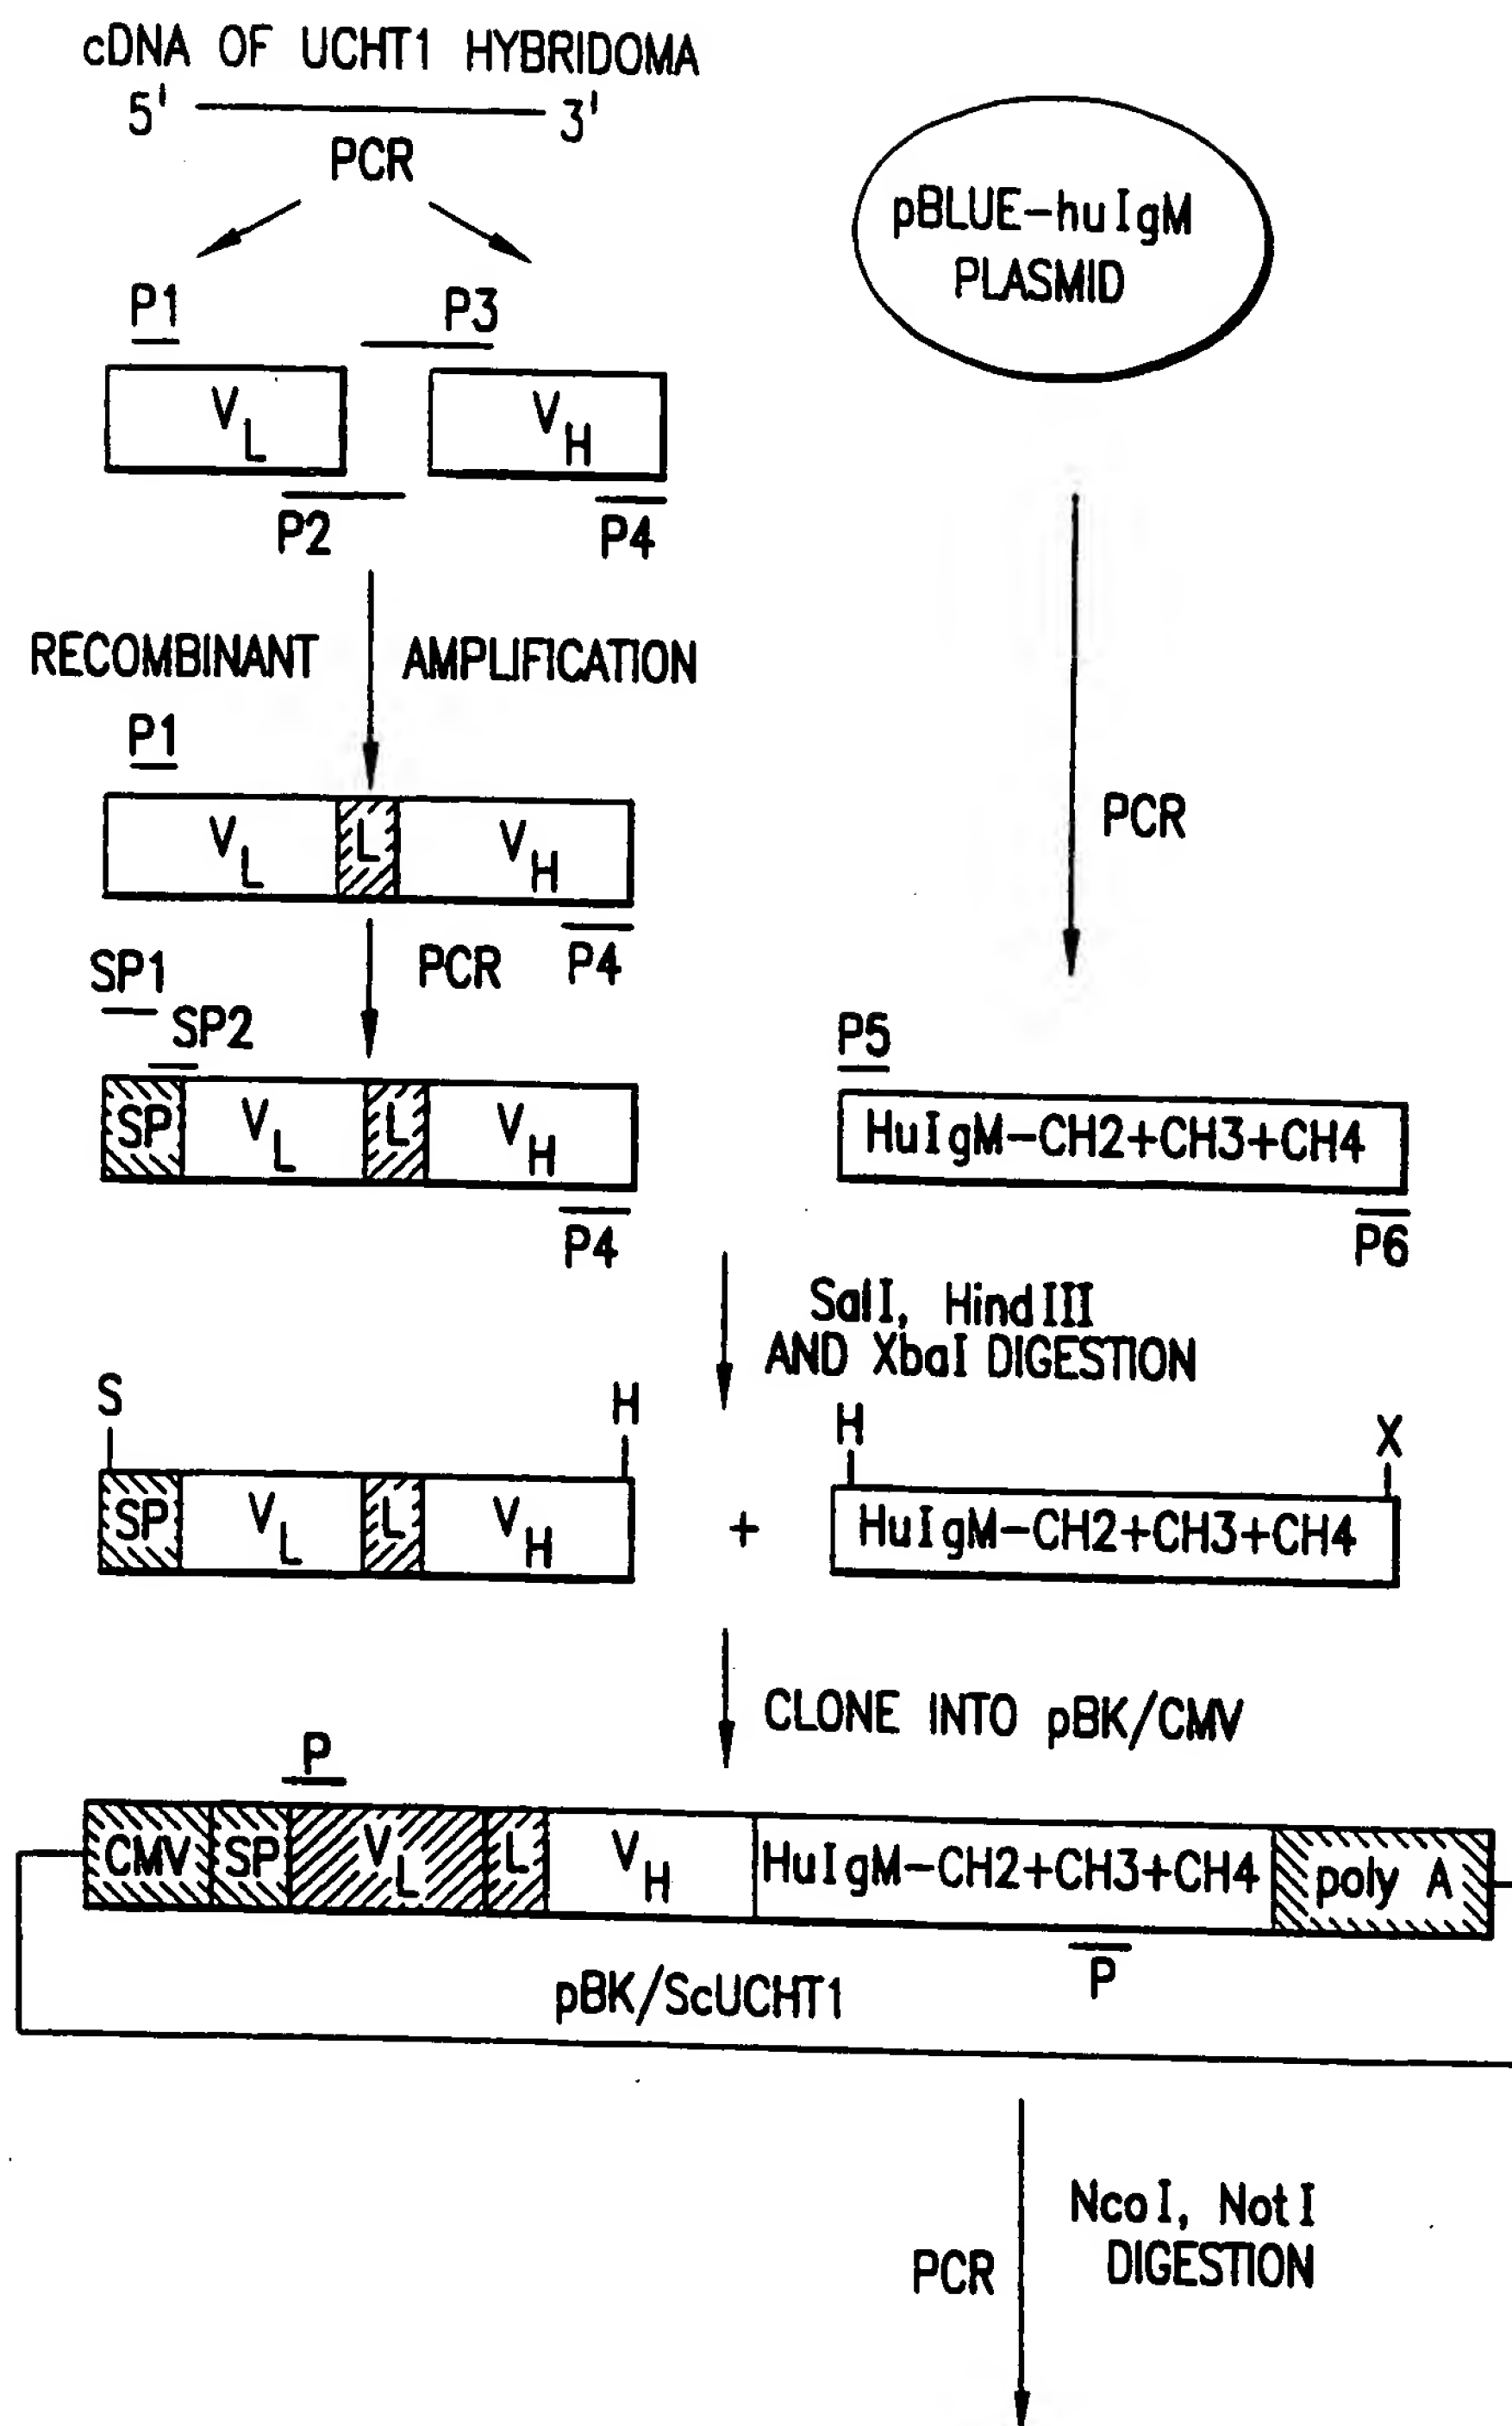 cDNA OF UCHT1 HYBRIDOMA
5' 3'
PCR
P1 P3
VL VH
P2 P4
pBLUE-huIgM
PLASMID
RECOMBINANT AMPLIFICATION
PCR
P1
VL L VH
P4
PCR
SP1
SP2
SP VL L VH
P4
P5
HuIgM-CH2+CH3+CH4
P6
SalI, HindIII
AND XbaI DIGESTION
S H
SP VL L VH
+
H X
HuIgM-CH2+CH3+CH4
CLONE INTO pBK/CMV
P
CMV SP VL L VH HuIgM-CH2+CH3+CH4 poly A
P
pBK/ScUCHT1
PCR
NcoI, NotI
DIGESTION